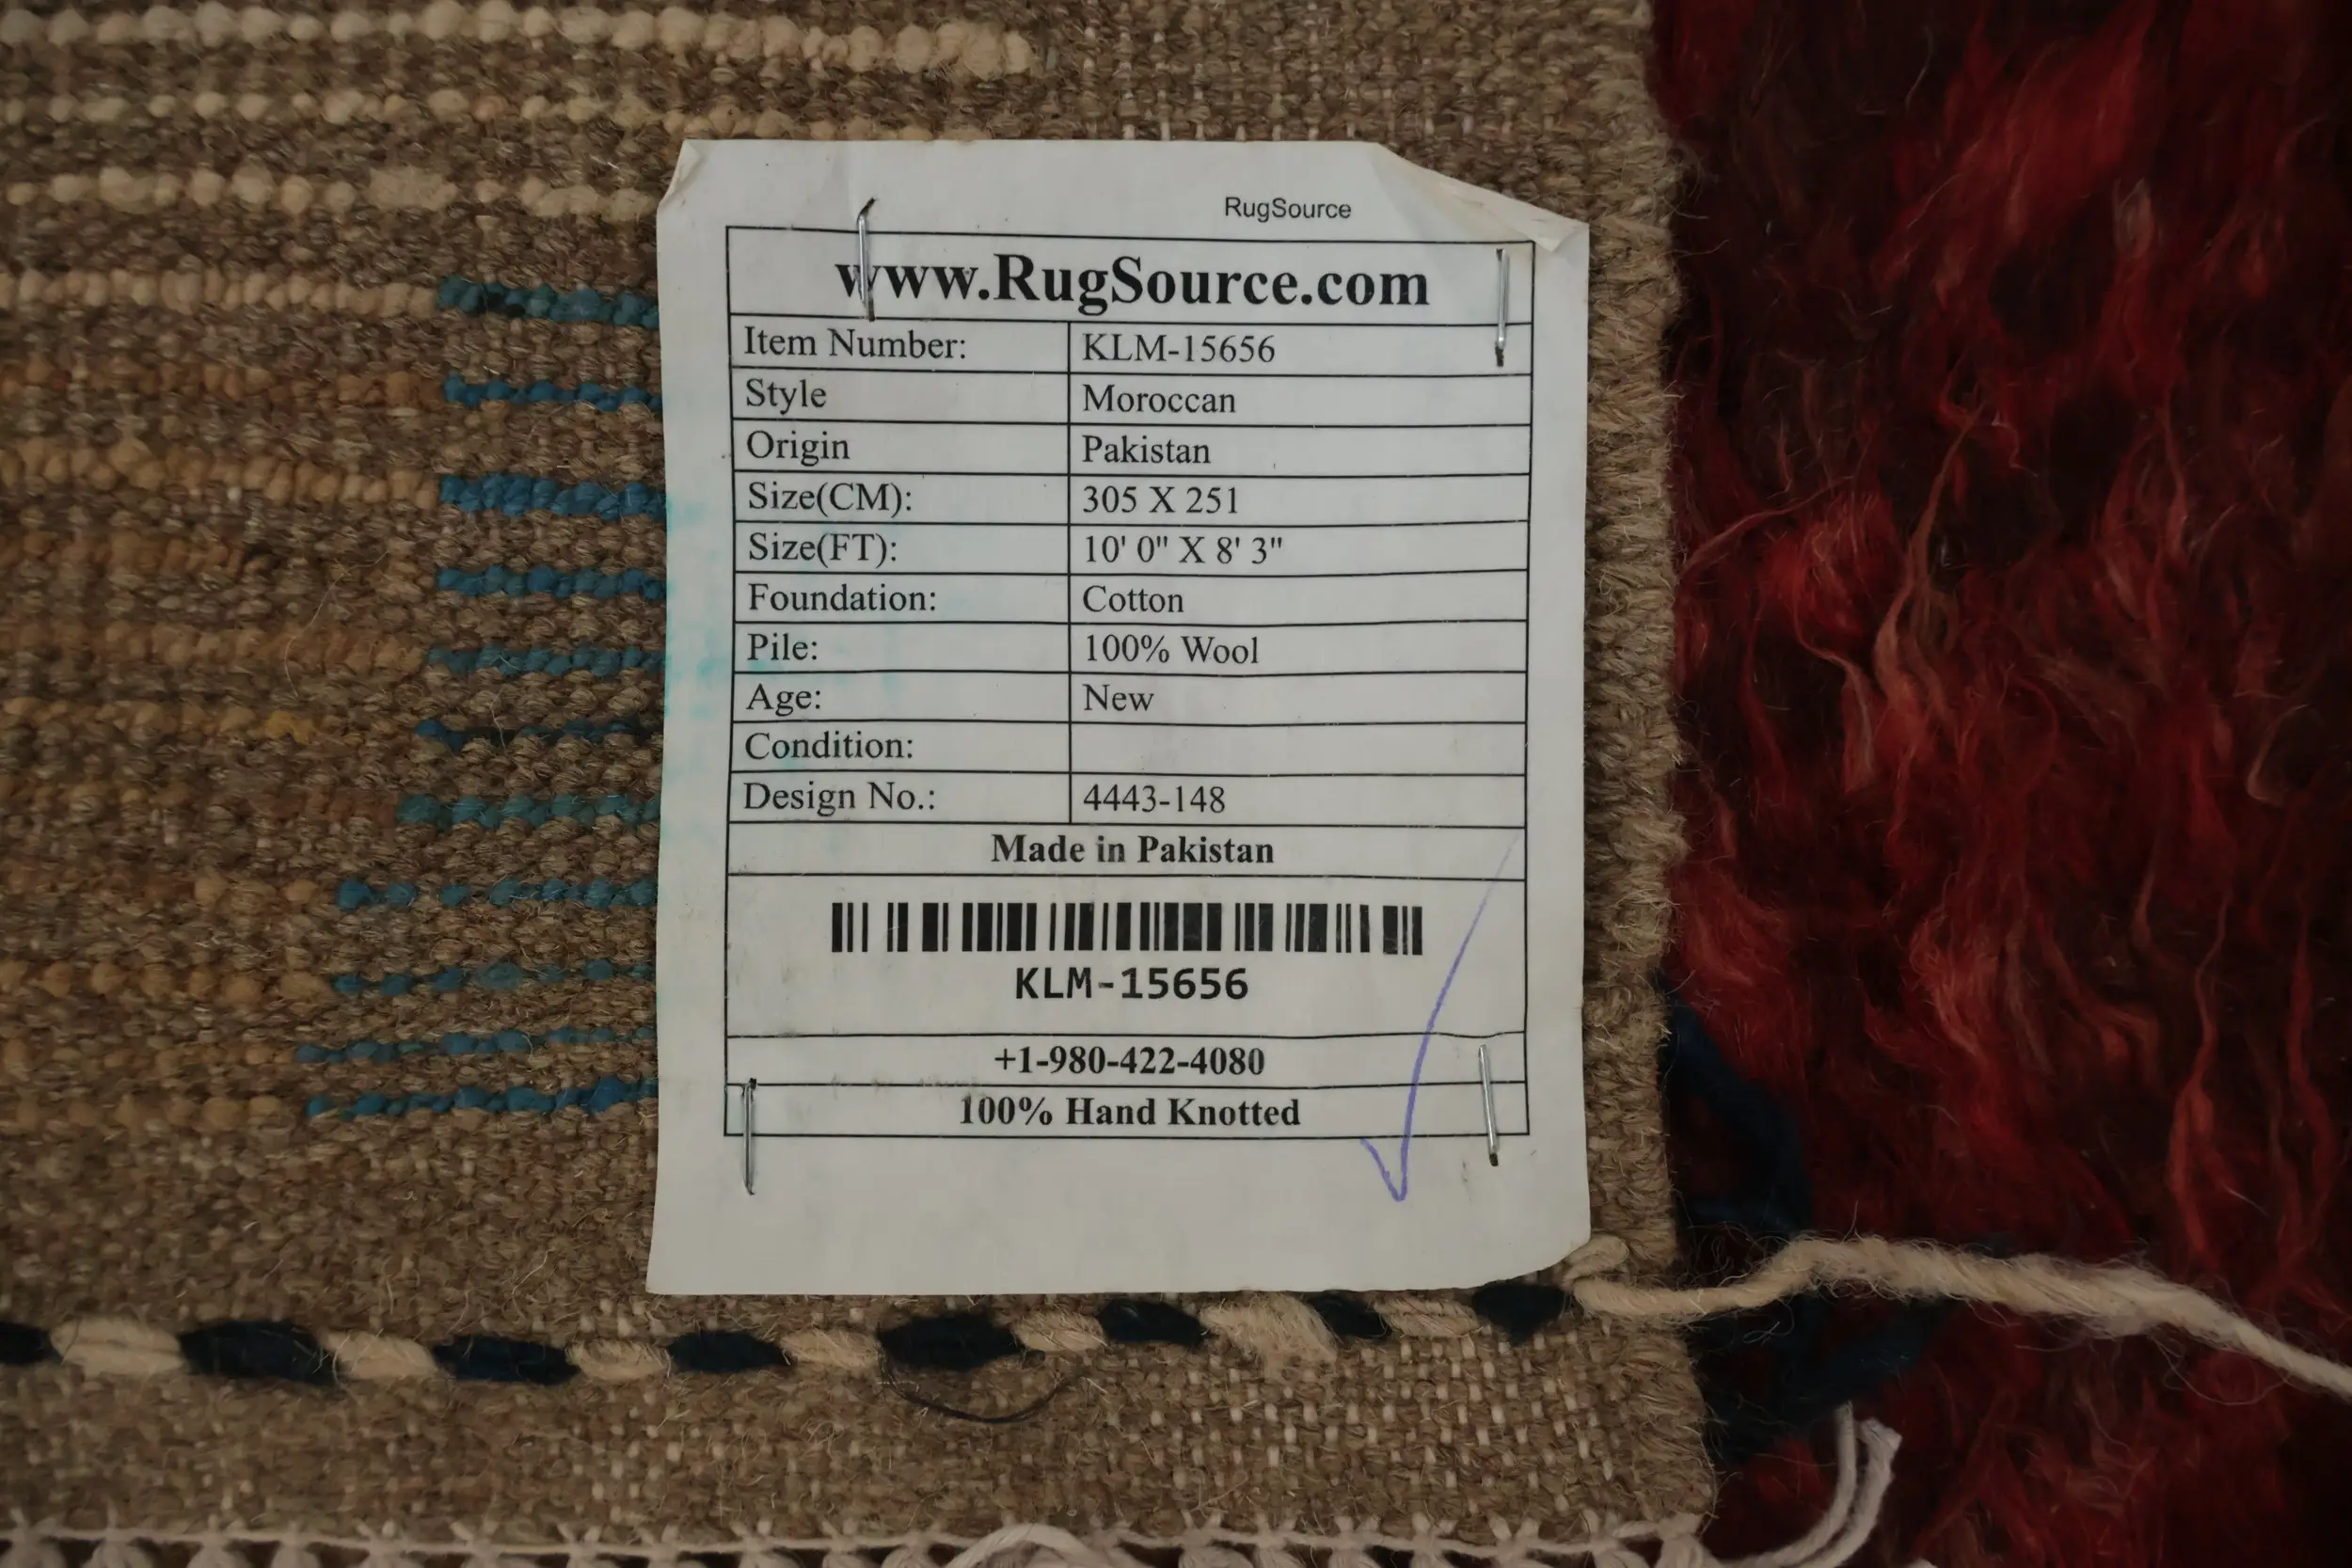 RugSource
www.RugSource.com
Item Number: KLM-15656
Style Moroccan
Origin Pakistan
Size(CM): 305 X 251
Size(FT): 10' 0" X 8' 3"
Foundation: Cotton
Pile: 100% Wool
Age: New
Condition:
Design No.: 4443-148
Made in Pakistan
KLM-15656
+1-980-422-4080
100% Hand Knotted